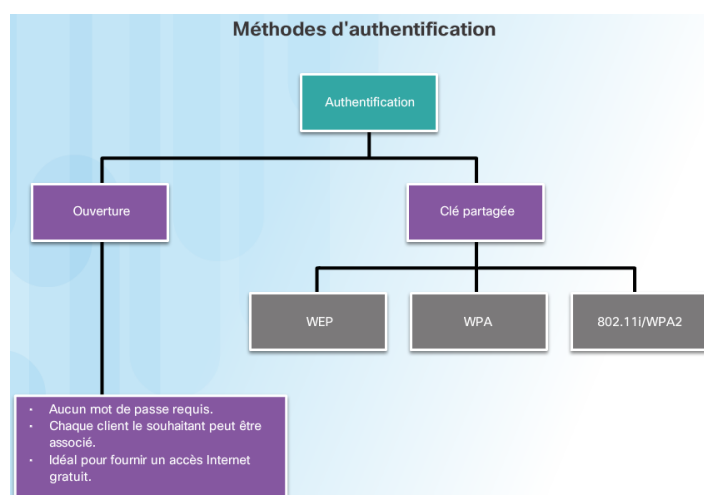 Méthodes d'authentification
Authentification
Ouverture
Clé partagée
WEP
WPA
802.11i/WPA2
• Aucun mot de passe requis.
• Chaque client le souhaitant peut être
associé.
• Idéal pour fournir un accès Internet
gratuit.